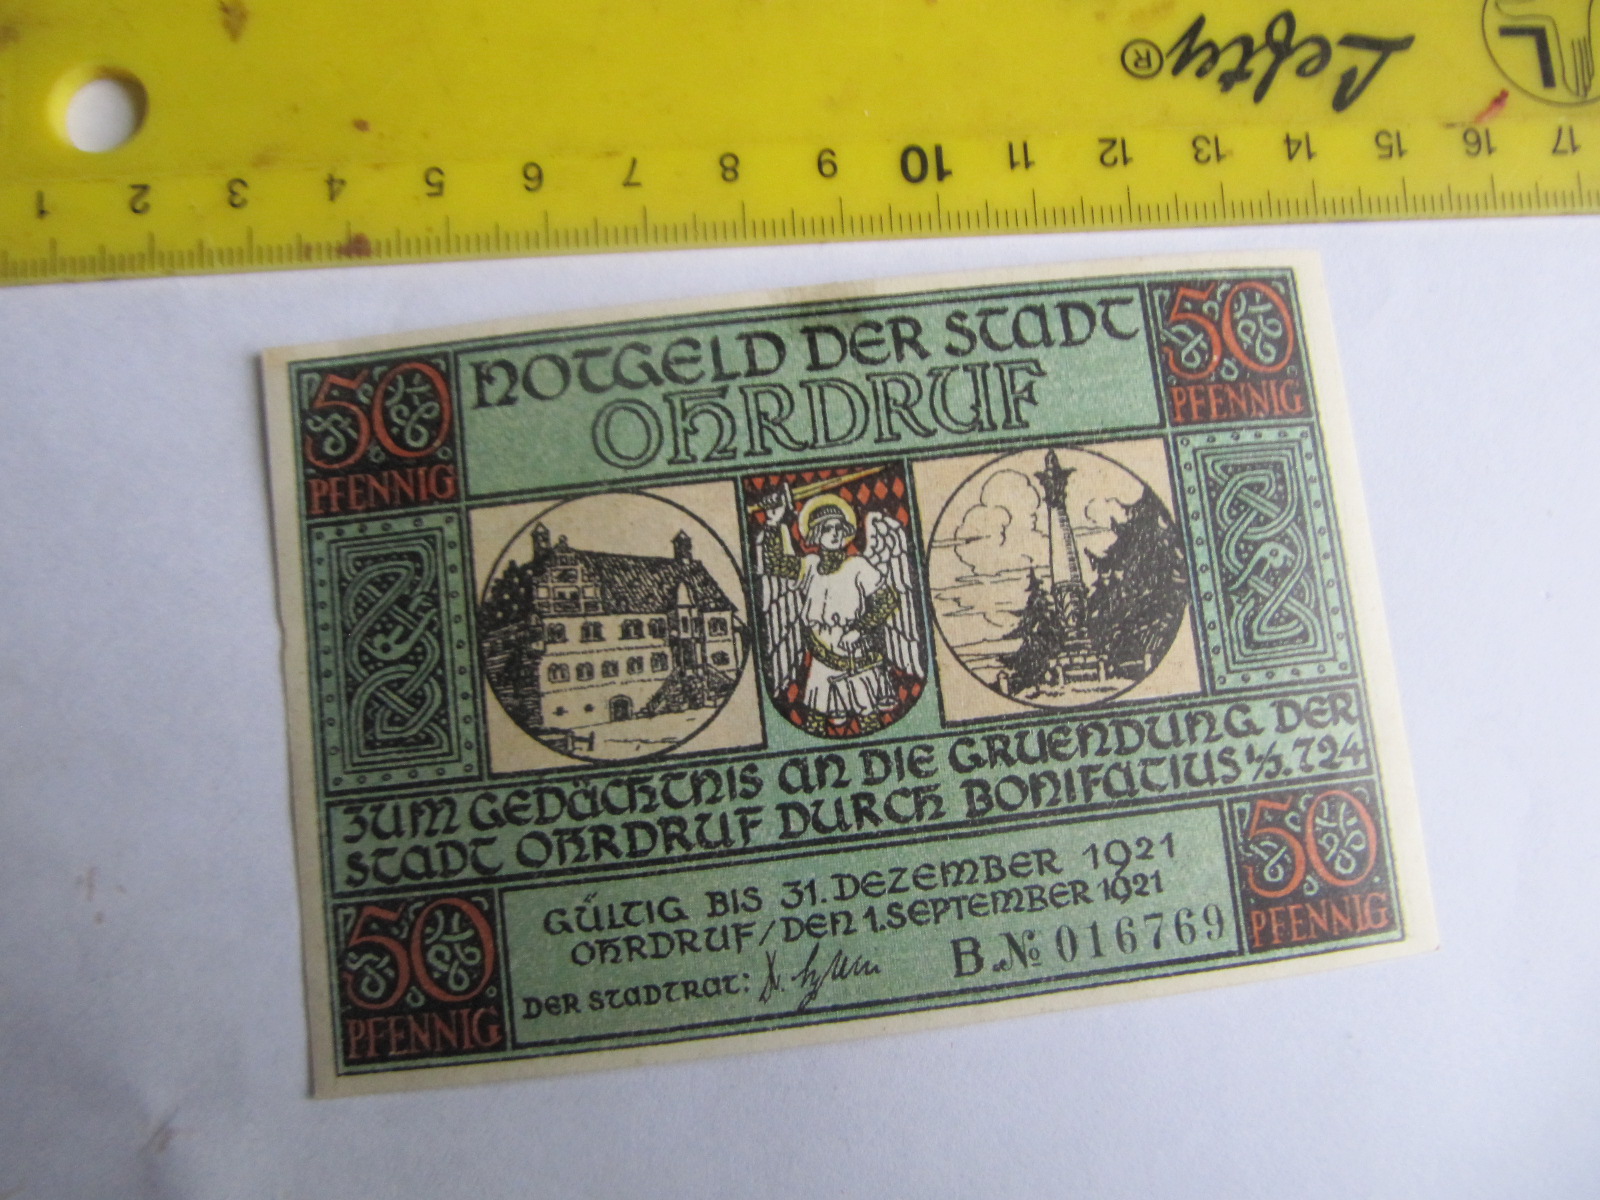 Lefty®
L
1 2 3 4 5 6 7 8 9 10 11 12 13 14 15 16 17
50 PFENNIG
NOTGELD DER STADT
OHRDRUF
50 PFENNIG
ZUM GEDÄCHTNIS AN DIE GRUENDUNG DER
STADT OHRDRUF DURCH BONIFATIUS i/J. 724
50 PFENNIG
GÜLTIG BIS 31. DEZEMBER 1921
OHRDRUF/DEN 1. SEPTEMBER 1921
DER STADTRAT:
B. № 016769
50 PFENNIG